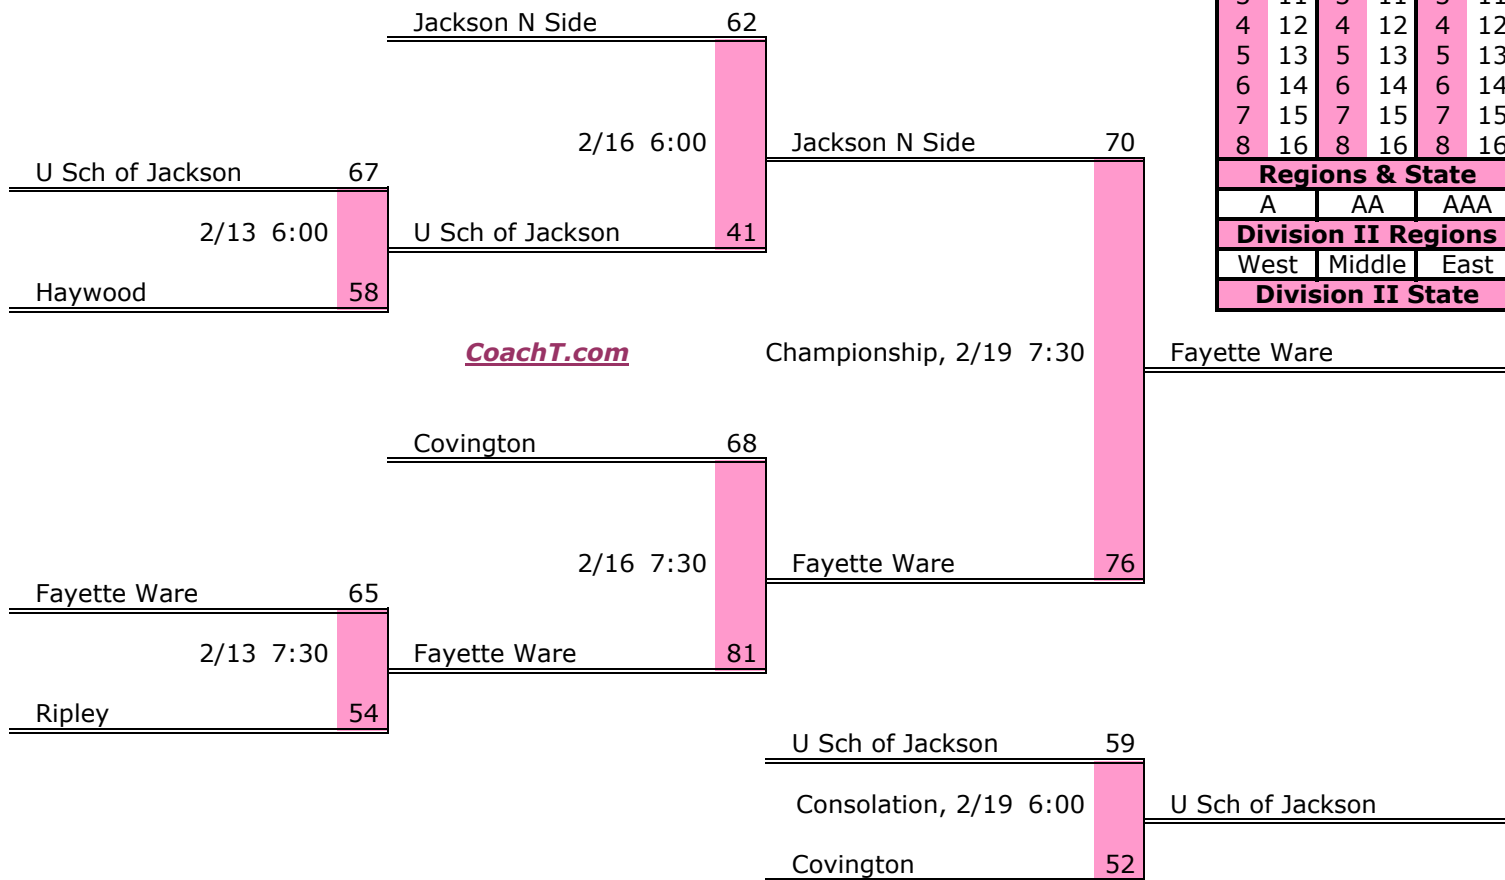 Jackson N Side 62
4 12 4 12 4 12
5 13 5 13 5 13
6 14 6 14 6 14
2/16 6:00 Jackson N Side 70
7 15 7 15 7 15
8 16 8 16 8 16
U Sch of Jackson 67
Regions & State
A AA AAA
2/13 6:00 U Sch of Jackson 41
Division II Regions
West Middle East
Haywood 58
Division II State
CoachT.com Championship, 2/19 7:30 Fayette Ware
Covington 68
2/16 7:30 Fayette Ware 76
Fayette Ware 65
2/13 7:30 Fayette Ware 81
Ripley 54
U Sch of Jackson 59
Consolation, 2/19 6:00 U Sch of Jackson
Covington 52